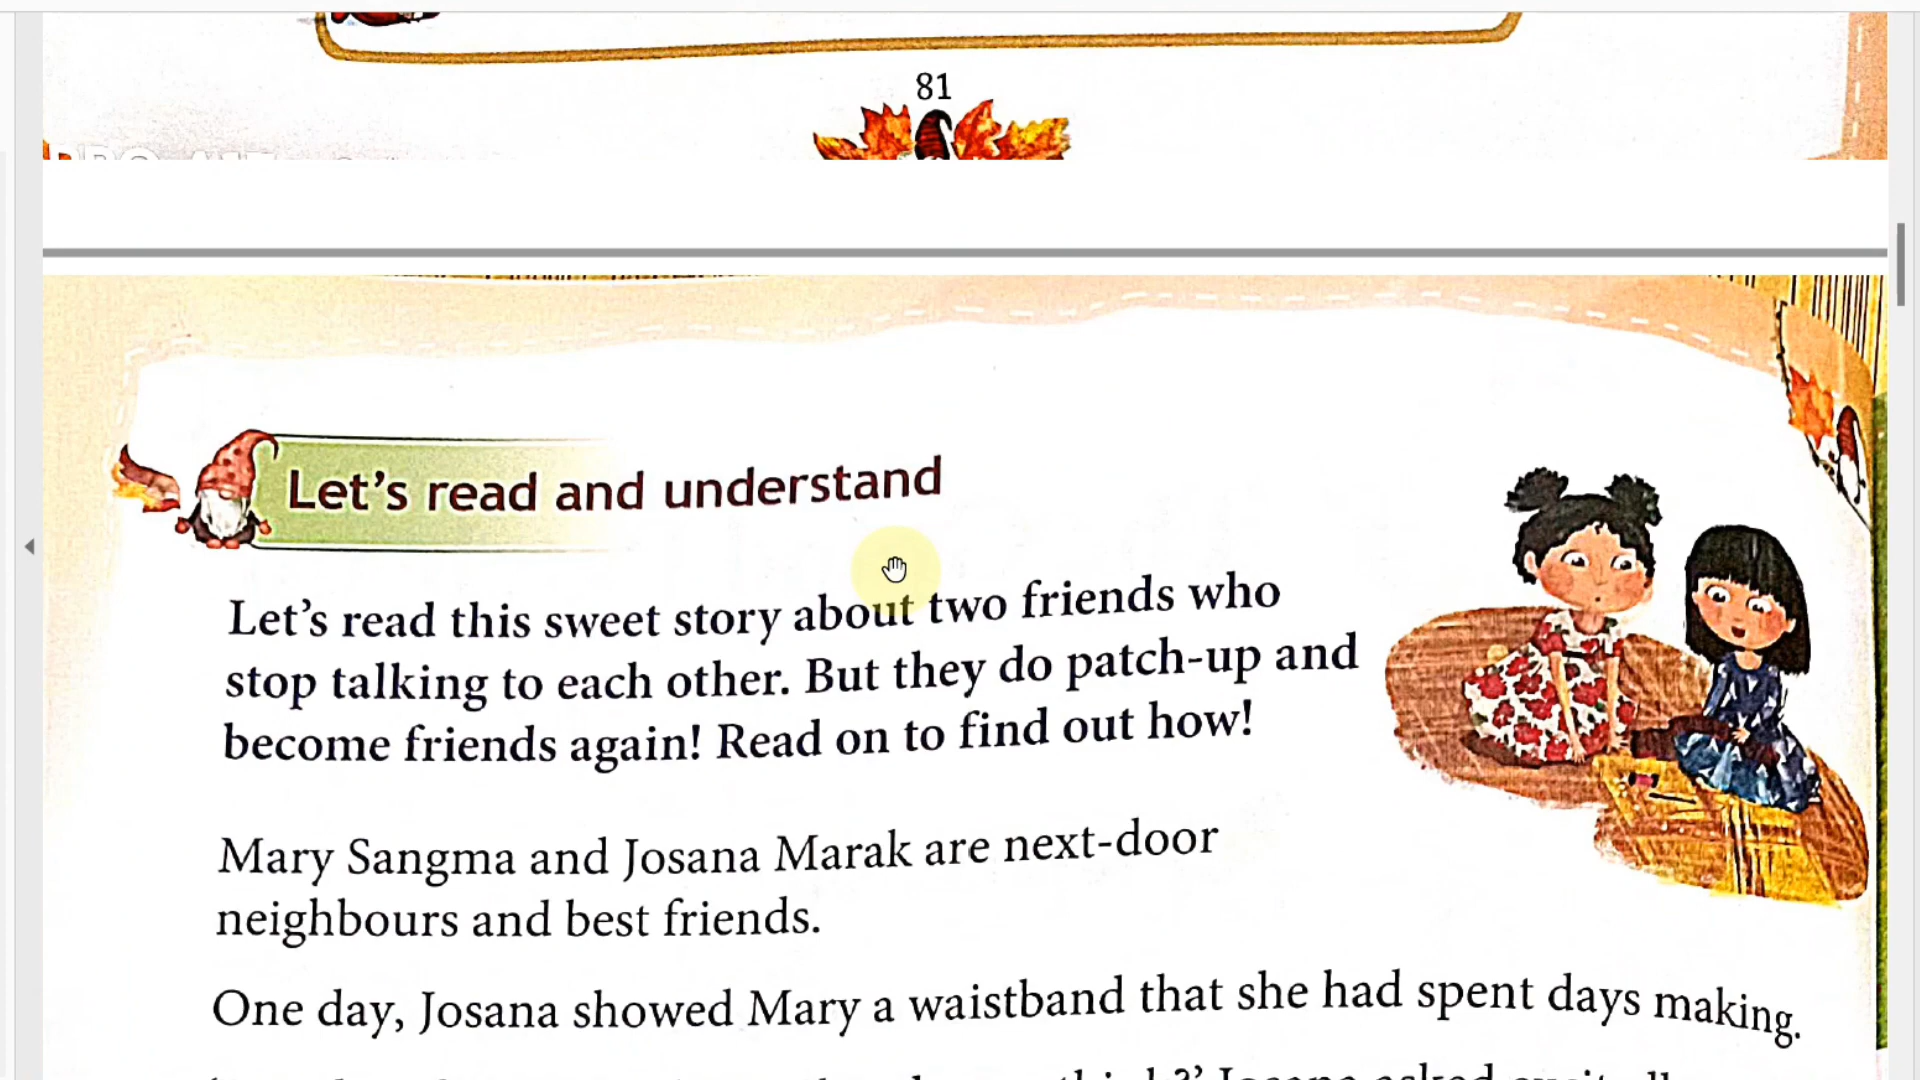 81
Let's read and understand
Let's read this sweet story about two friends who
stop talking to each other. But they do patch-up and
become friends again! Read on to find out how!
Mary Sangma and Josana Marak are next-door
neighbours and best friends.
One day, Josana showed Mary a waistband that she had spent days making.
Josana asked